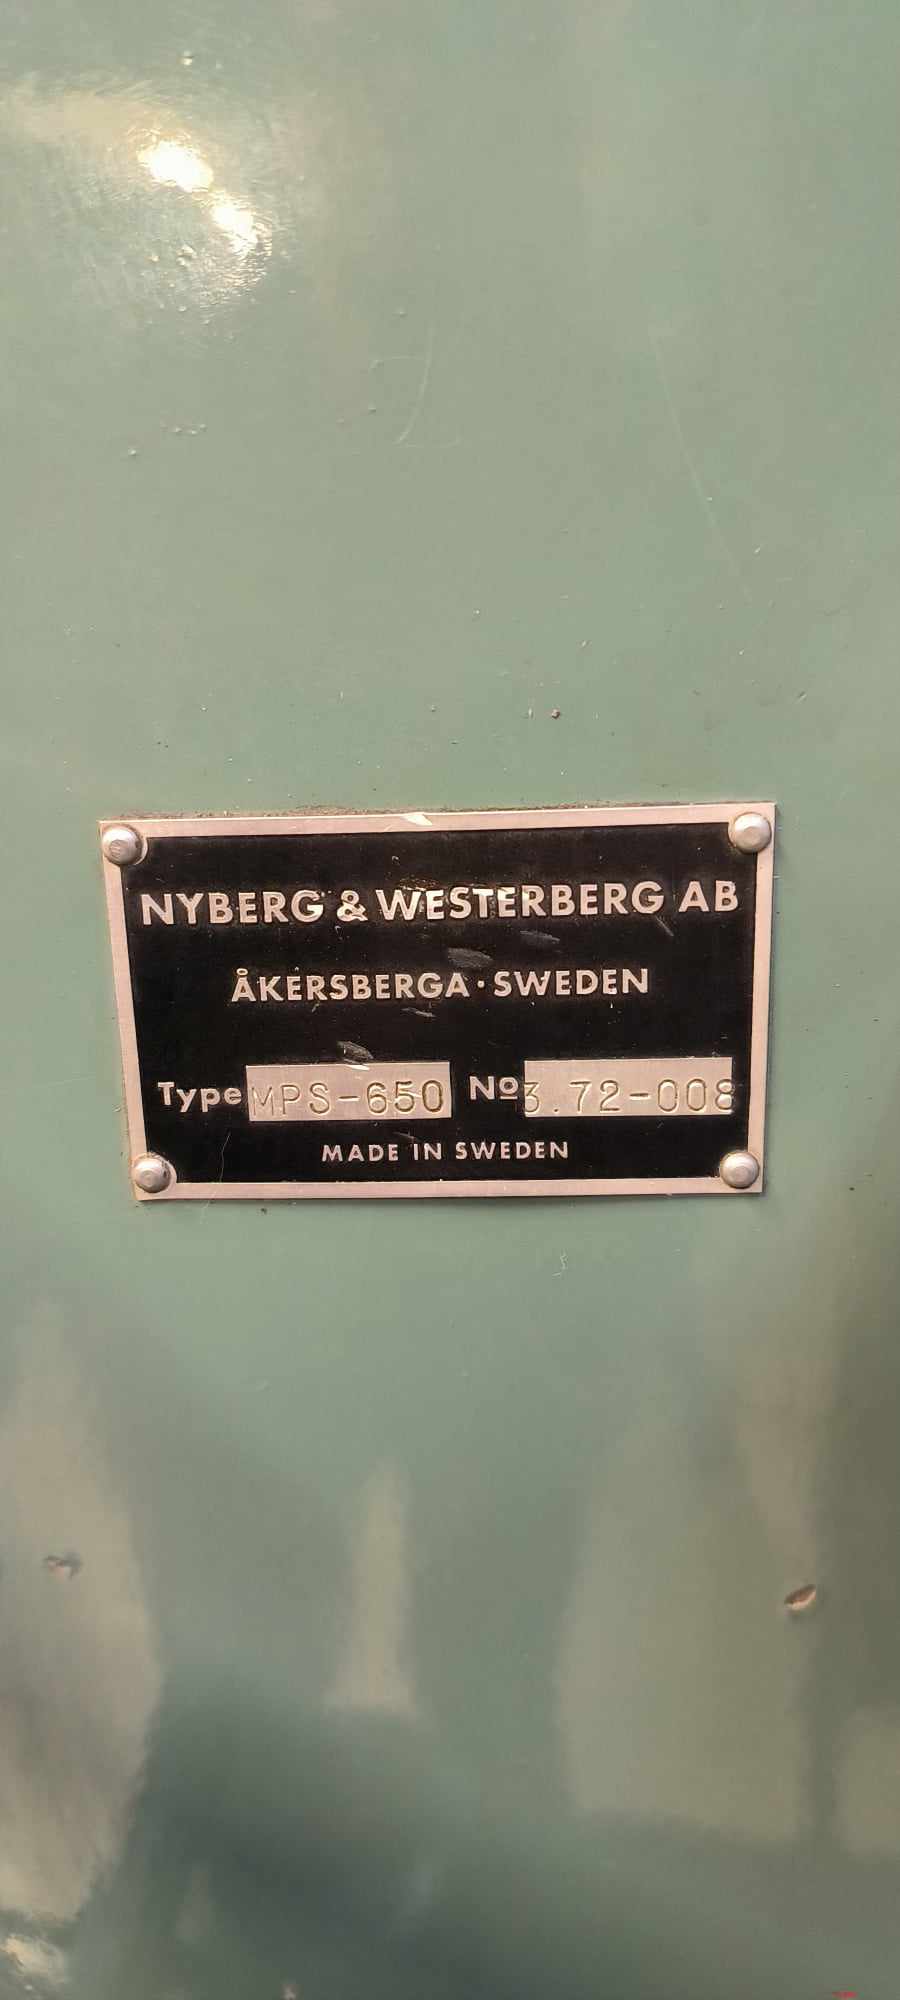 NYBERG & WESTERBERG AB
ÅKERSBERGA · SWEDEN
Type MPS-650 Nº 3.72-008
MADE IN SWEDEN